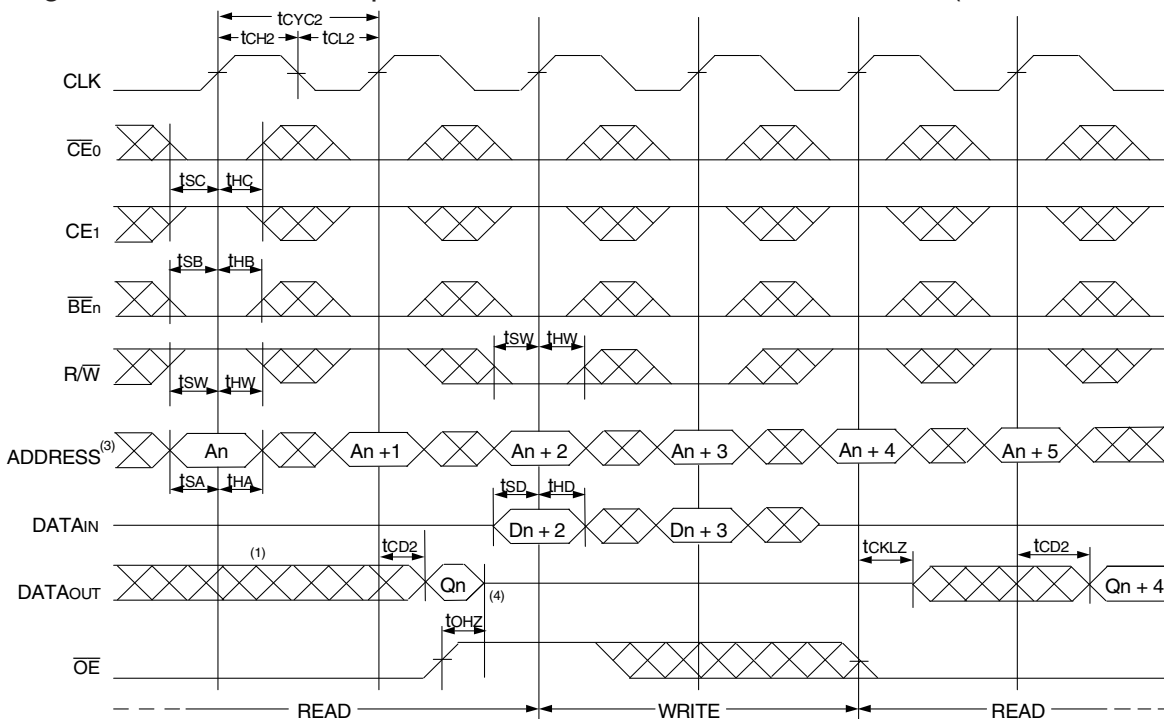 tCYC2
tCH2 tCL2
CLK
CE0
tSC tHC
CE1
tSB tHB
BEn
tSW tHW
R/W
tSW tHW
ADDRESS(3) An An +1 An + 2 An + 3 An + 4 An + 5
tSA tHA tSD tHD
DATAIN Dn + 2 Dn + 3
(1) tCD2 tCKLZ tCD2
DATAOUT Qn (4) Qn + 4
tOHZ
OE
READ WRITE READ